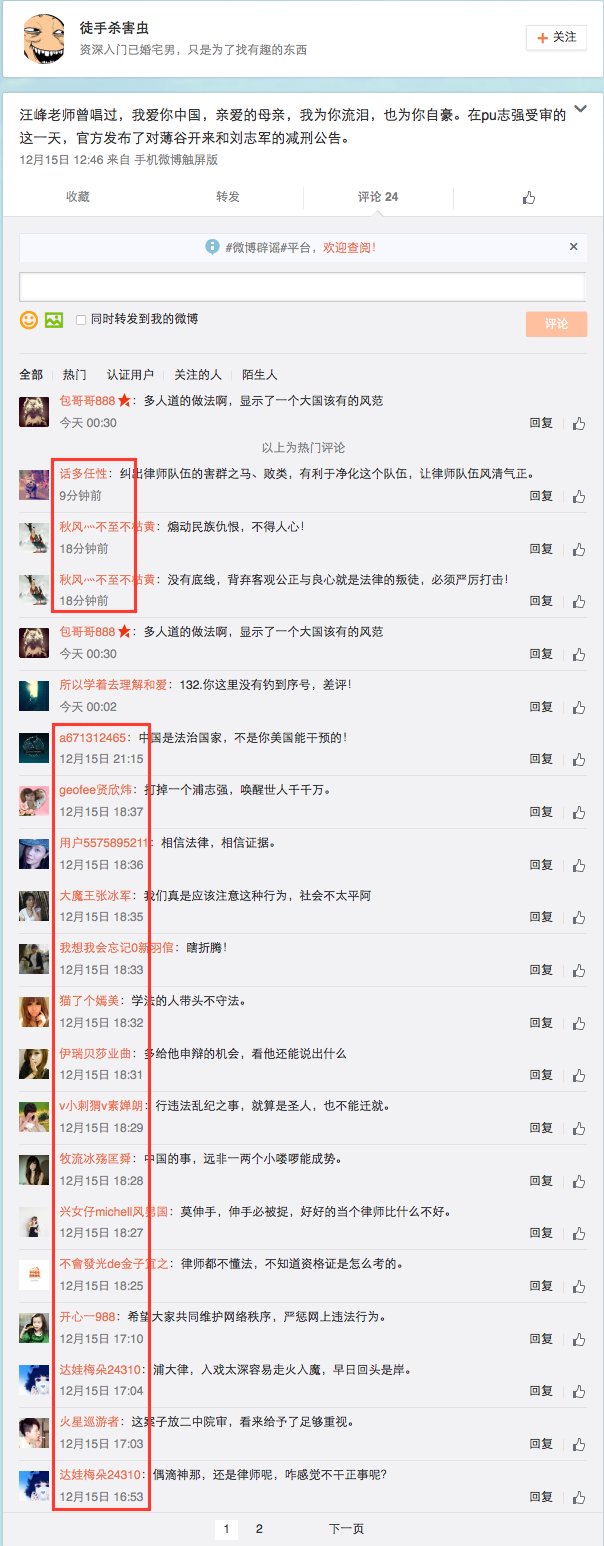 徒手杀害虫
资深入门已婚宅男，只是为了找有趣的东西
+ 关注
汪峰老师曾唱过，我爱你中国，亲爱的母亲，我为你流泪，也为你自豪。在pu志强受审的
这一天，官方发布了对薄谷开来和刘志军的减刑公告。
12月15日 12:46 来自 手机微博触屏版
收藏 转发 评论 24
#微博辟谣#平台，欢迎查阅！ ×
同时转发到我的微博 评论
全部 热门 认证用户 关注的人 陌生人
包哥哥888：多人道的做法啊，显示了一个大国该有的风范
今天 00:30 回复
以上为热门评论
话多任性：纠出律师队伍的害群之马、败类，有利于净化这个队伍，让律师队伍风清气正。
9分钟前 回复
秋风灬不至不枯黄：煽动民族仇恨，不得人心！
18分钟前 回复
秋风灬不至不枯黄：没有底线，背弃客观公正与良心就是法律的叛徒，必须严厉打击！
18分钟前 回复
包哥哥888：多人道的做法啊，显示了一个大国该有的风范
今天 00:30 回复
所以学着去理解和爱：132.你这里没有钓到序号，差评！
今天 00:02 回复
a671312465：中国是法治国家，不是你美国能干预的！
12月15日 21:15 回复
geofee贤欣炜：打掉一个浦志强，唤醒世人千千万。
12月15日 18:37 回复
用户5575895211：相信法律，相信证据。
12月15日 18:36 回复
大魔王张冰军：我们真是应该注意这种行为，社会不太平阿
12月15日 18:35 回复
我想我会忘记0新羽倌：瞎折腾！
12月15日 18:33 回复
猫了个嫣美：学法的人带头不守法。
12月15日 18:32 回复
伊瑞贝莎业曲：多给他申辩的机会，看他还能说出什么
12月15日 18:31 回复
v小刺猬v素婵朗：行违法乱纪之事，就算是圣人，也不能迁就。
12月15日 18:29 回复
牧流冰殇匡舜：中国的事，远非一两个小喽啰能成势。
12月15日 18:28 回复
兴女仔michell风男国：莫伸手，伸手必被捉，好好的当个律师比什么不好。
12月15日 18:27 回复
不會發光de金子宜之：律师都不懂法，不知道资格证是怎么考的。
12月15日 18:25 回复
开心一988：希望大家共同维护网络秩序，严惩网上违法行为。
12月15日 17:10 回复
达娃梅朵24310：浦大律，入戏太深容易走火入魔，早日回头是岸。
12月15日 17:04 回复
火星巡游者：这案子放二中院审，看来给予了足够重视。
12月15日 17:03 回复
达娃梅朵24310：偶滴神那，还是律师呢，咋感觉不干正事呢?
12月15日 16:53 回复
1 2 下一页